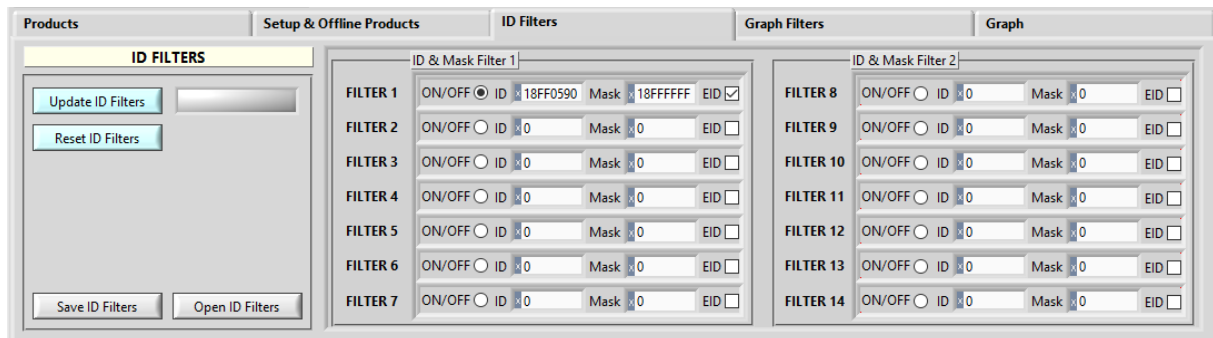 Products Setup & Offline Products ID Filters Graph Filters Graph
ID FILTERS
Update ID Filters
Reset ID Filters
Save ID Filters Open ID Filters
ID & Mask Filter 1
FILTER 1 ON/OFF ID x 18FF0590 Mask x 18FFFFFF EID
FILTER 2 ON/OFF ID x 0 Mask x 0 EID
FILTER 3 ON/OFF ID x 0 Mask x 0 EID
FILTER 4 ON/OFF ID x 0 Mask x 0 EID
FILTER 5 ON/OFF ID x 0 Mask x 0 EID
FILTER 6 ON/OFF ID x 0 Mask x 0 EID
FILTER 7 ON/OFF ID x 0 Mask x 0 EID
ID & Mask Filter 2
FILTER 8 ON/OFF ID x 0 Mask x 0 EID
FILTER 9 ON/OFF ID x 0 Mask x 0 EID
FILTER 10 ON/OFF ID x 0 Mask x 0 EID
FILTER 11 ON/OFF ID x 0 Mask x 0 EID
FILTER 12 ON/OFF ID x 0 Mask x 0 EID
FILTER 13 ON/OFF ID x 0 Mask x 0 EID
FILTER 14 ON/OFF ID x 0 Mask x 0 EID